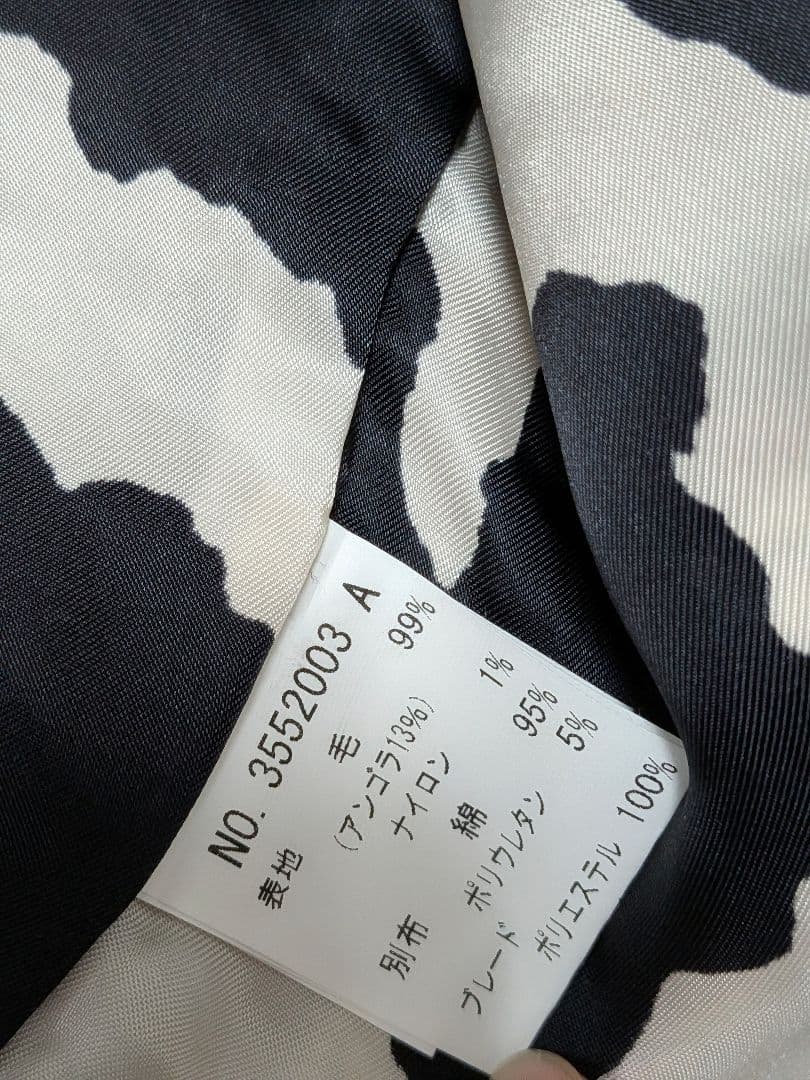 NO. 3552003 A
表地 毛 99%
(アンゴラ13%)
ナイロン 1%
別布 綿 95%
ポリウレタン 5%
ブレード ポリエステル 100%